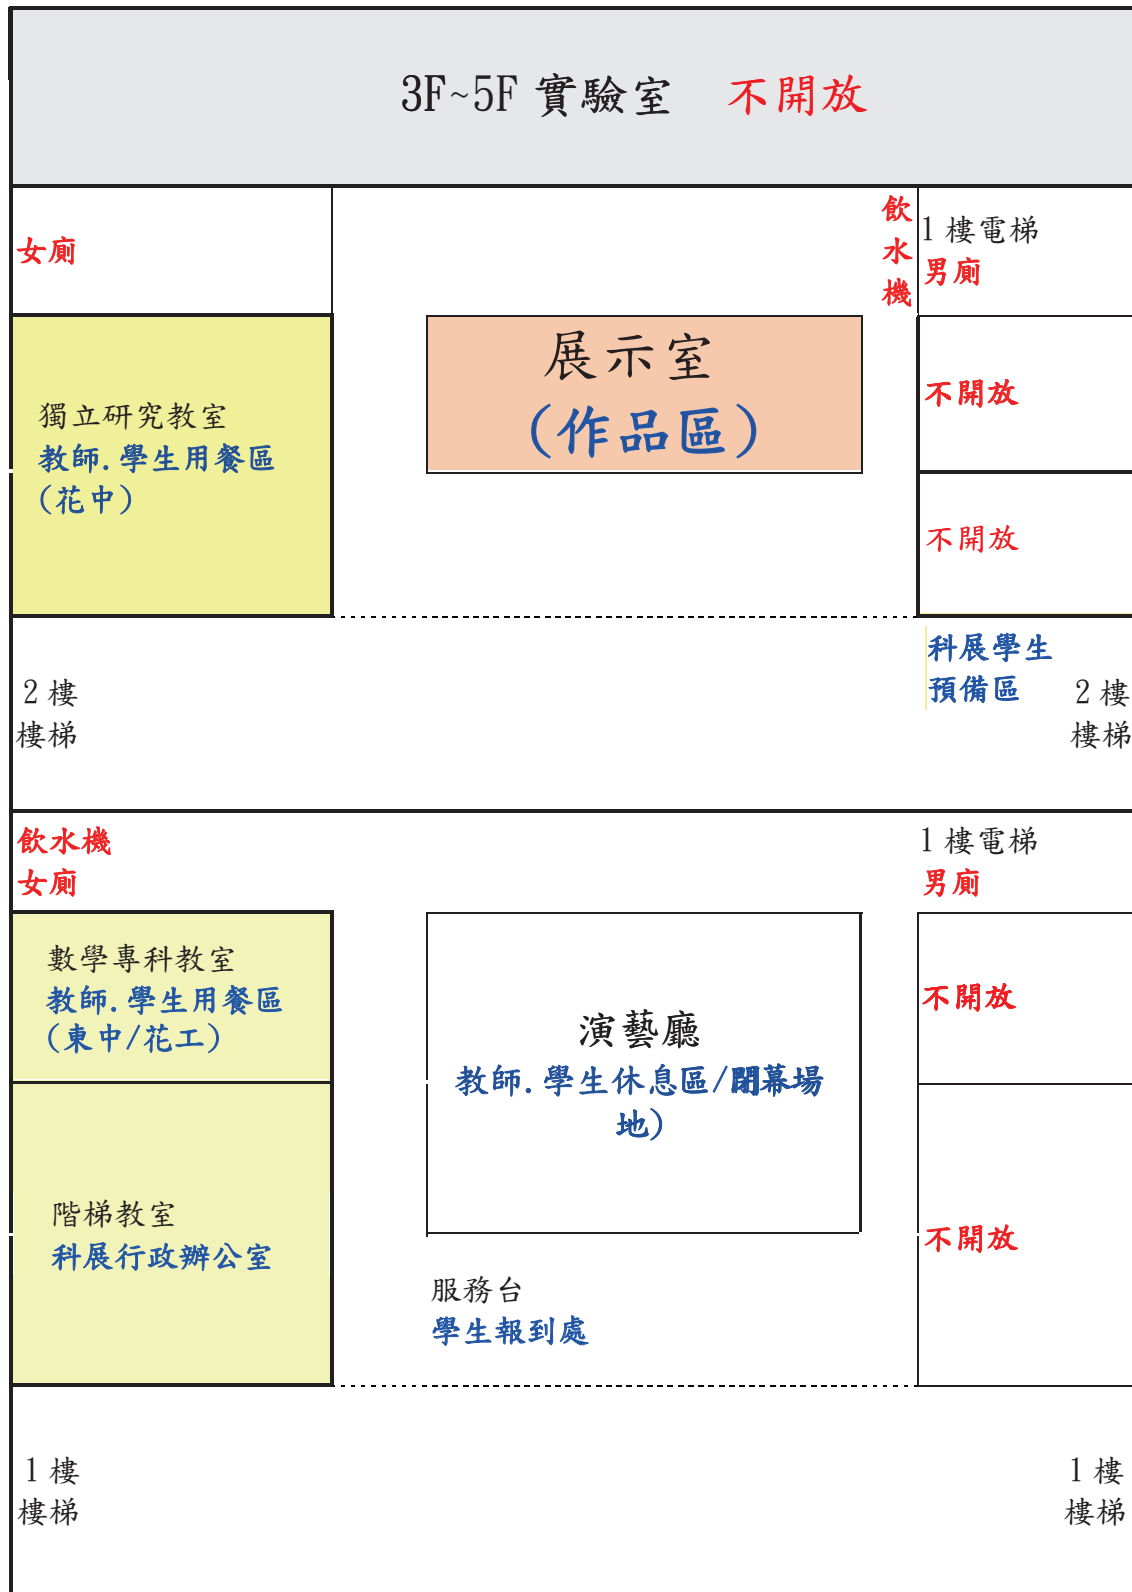 3F~5F 實驗室 不開放
女廁
飲水機
1 樓電梯
男廁
展示室
(作品區)
不開放
獨立研究教室
教師.學生用餐區
(花中)
不開放
科展學生
預備區
2 樓
樓梯
2 樓
樓梯
飲水機
女廁
1 樓電梯
男廁
數學專科教室
教師.學生用餐區
(東中/花工)
演藝廳
教師.學生休息區/閉幕場
地)
不開放
階梯教室
科展行政辦公室
不開放
服務台
學生報到處
1 樓
樓梯
1 樓
樓梯